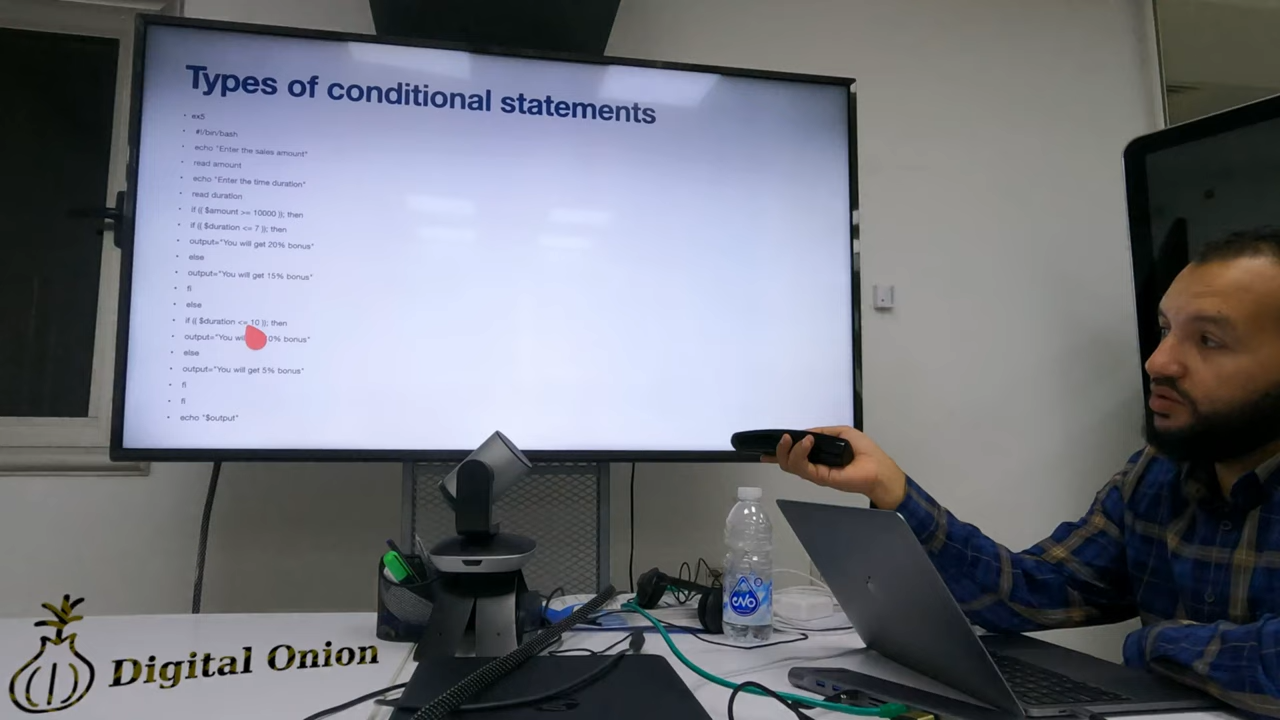 Types of conditional statements
• ex5
• #!/bin/bash
• echo "Enter the sales amount"
• read amount
• echo "Enter the time duration"
• read duration
• if (( $amount >= 10000 )); then
• if (( $duration <= 7 )); then
• output="You will get 20% bonus"
• else
• output="You will get 15% bonus"
• fi
• else
• if (( $duration <= 10 )); then
• output="You 0% bonus"
• else
• output="You will get 5% bonus"
• fi
• fi
• echo "$output"
Digital Onion